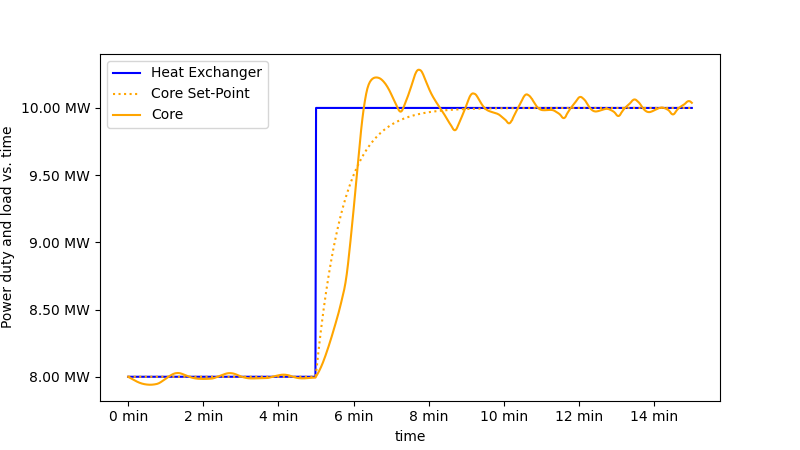 Heat Exchanger
Core Set-Point
Core
Power duty and load vs. time
10.00 MW
9.50 MW
9.00 MW
8.50 MW
8.00 MW
0 min
2 min
4 min
6 min
8 min
10 min
12 min
14 min
time